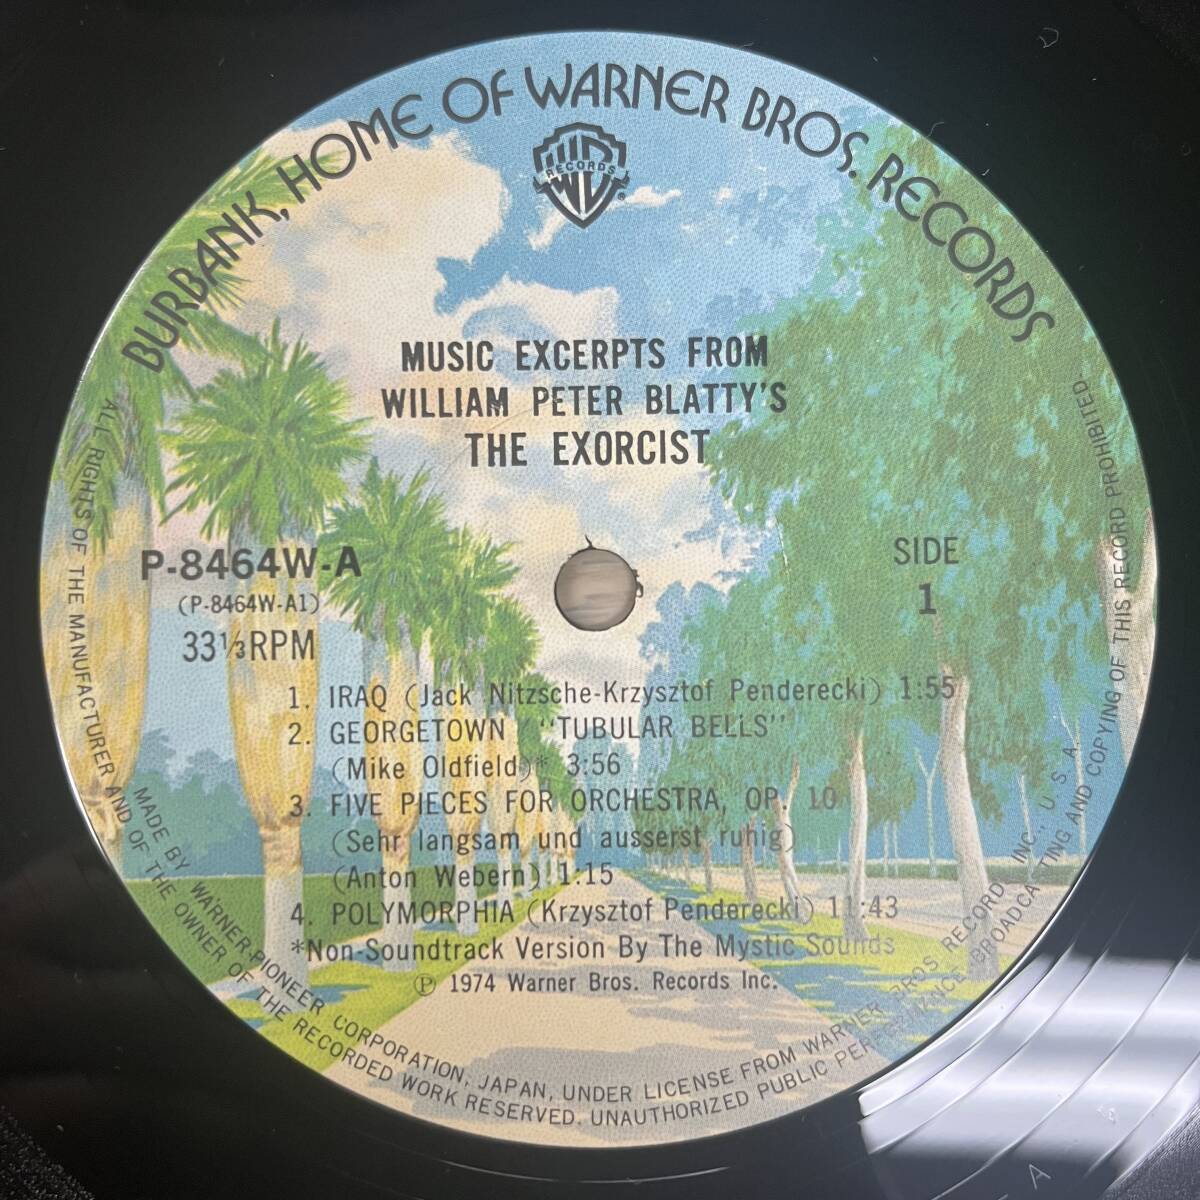 BURBANK, HOME OF WARNER BROS. RECORDS
WB
RECORDS
®
MUSIC EXCERPTS FROM
WILLIAM PETER BLATTY'S
THE EXORCIST
P-8464W-A
(P-8464W-A1)
33⅓RPM
SIDE
1
1. IRAQ (Jack Nitzsche-Krzysztof Penderecki) 1:55
2. GEORGETOWN / "TUBULAR BELLS"
(Mike Oldfield)* 3:56
3. FIVE PIECES FOR ORCHESTRA, OP. 10
(Sehr langsam und ausserst ruhig)
(Anton Webern) 1:15
4. POLYMORPHIA (Krzysztof Penderecki) 11:43
*Non-Soundtrack Version By The Mystic Sounds
Ⓟ 1974 Warner Bros. Records Inc.
MADE BY WARNER-PIONEER CORPORATION, JAPAN, UNDER LICENSE FROM WARNER BROS RECORD INC., U.S.A.
ALL RIGHTS OF THE MANUFACTURER AND OF THE OWNER OF THE RECORDED WORK RESERVED. UNAUTHORIZED PUBLIC PERFORMANCE, BROADCASTING AND COPYING OF THIS RECORD PROHIBITED.
A